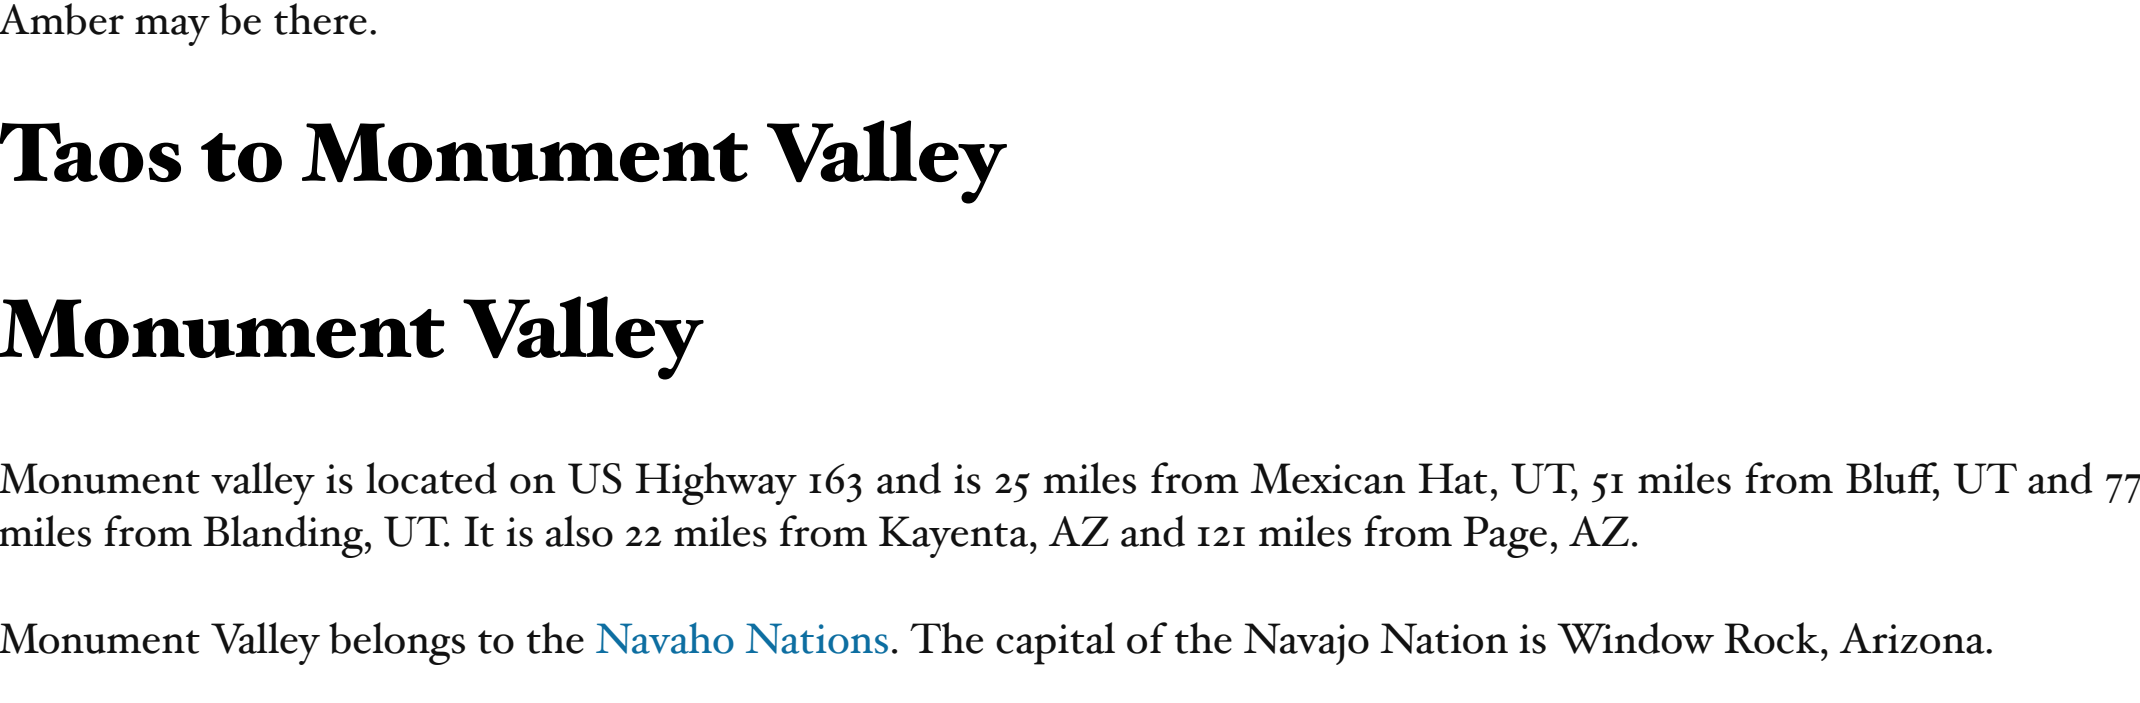 Amber may be there.
Taos to Monument Valley
Monument Valley
Monument valley is located on US Highway 163 and is 25 miles from Mexican Hat, UT, 51 miles from Bluff, UT and 77
miles from Blanding, UT. It is also 22 miles from Kayenta, AZ and 121 miles from Page, AZ.
Monument Valley belongs to the Navaho Nations. The capital of the Navajo Nation is Window Rock, Arizona.